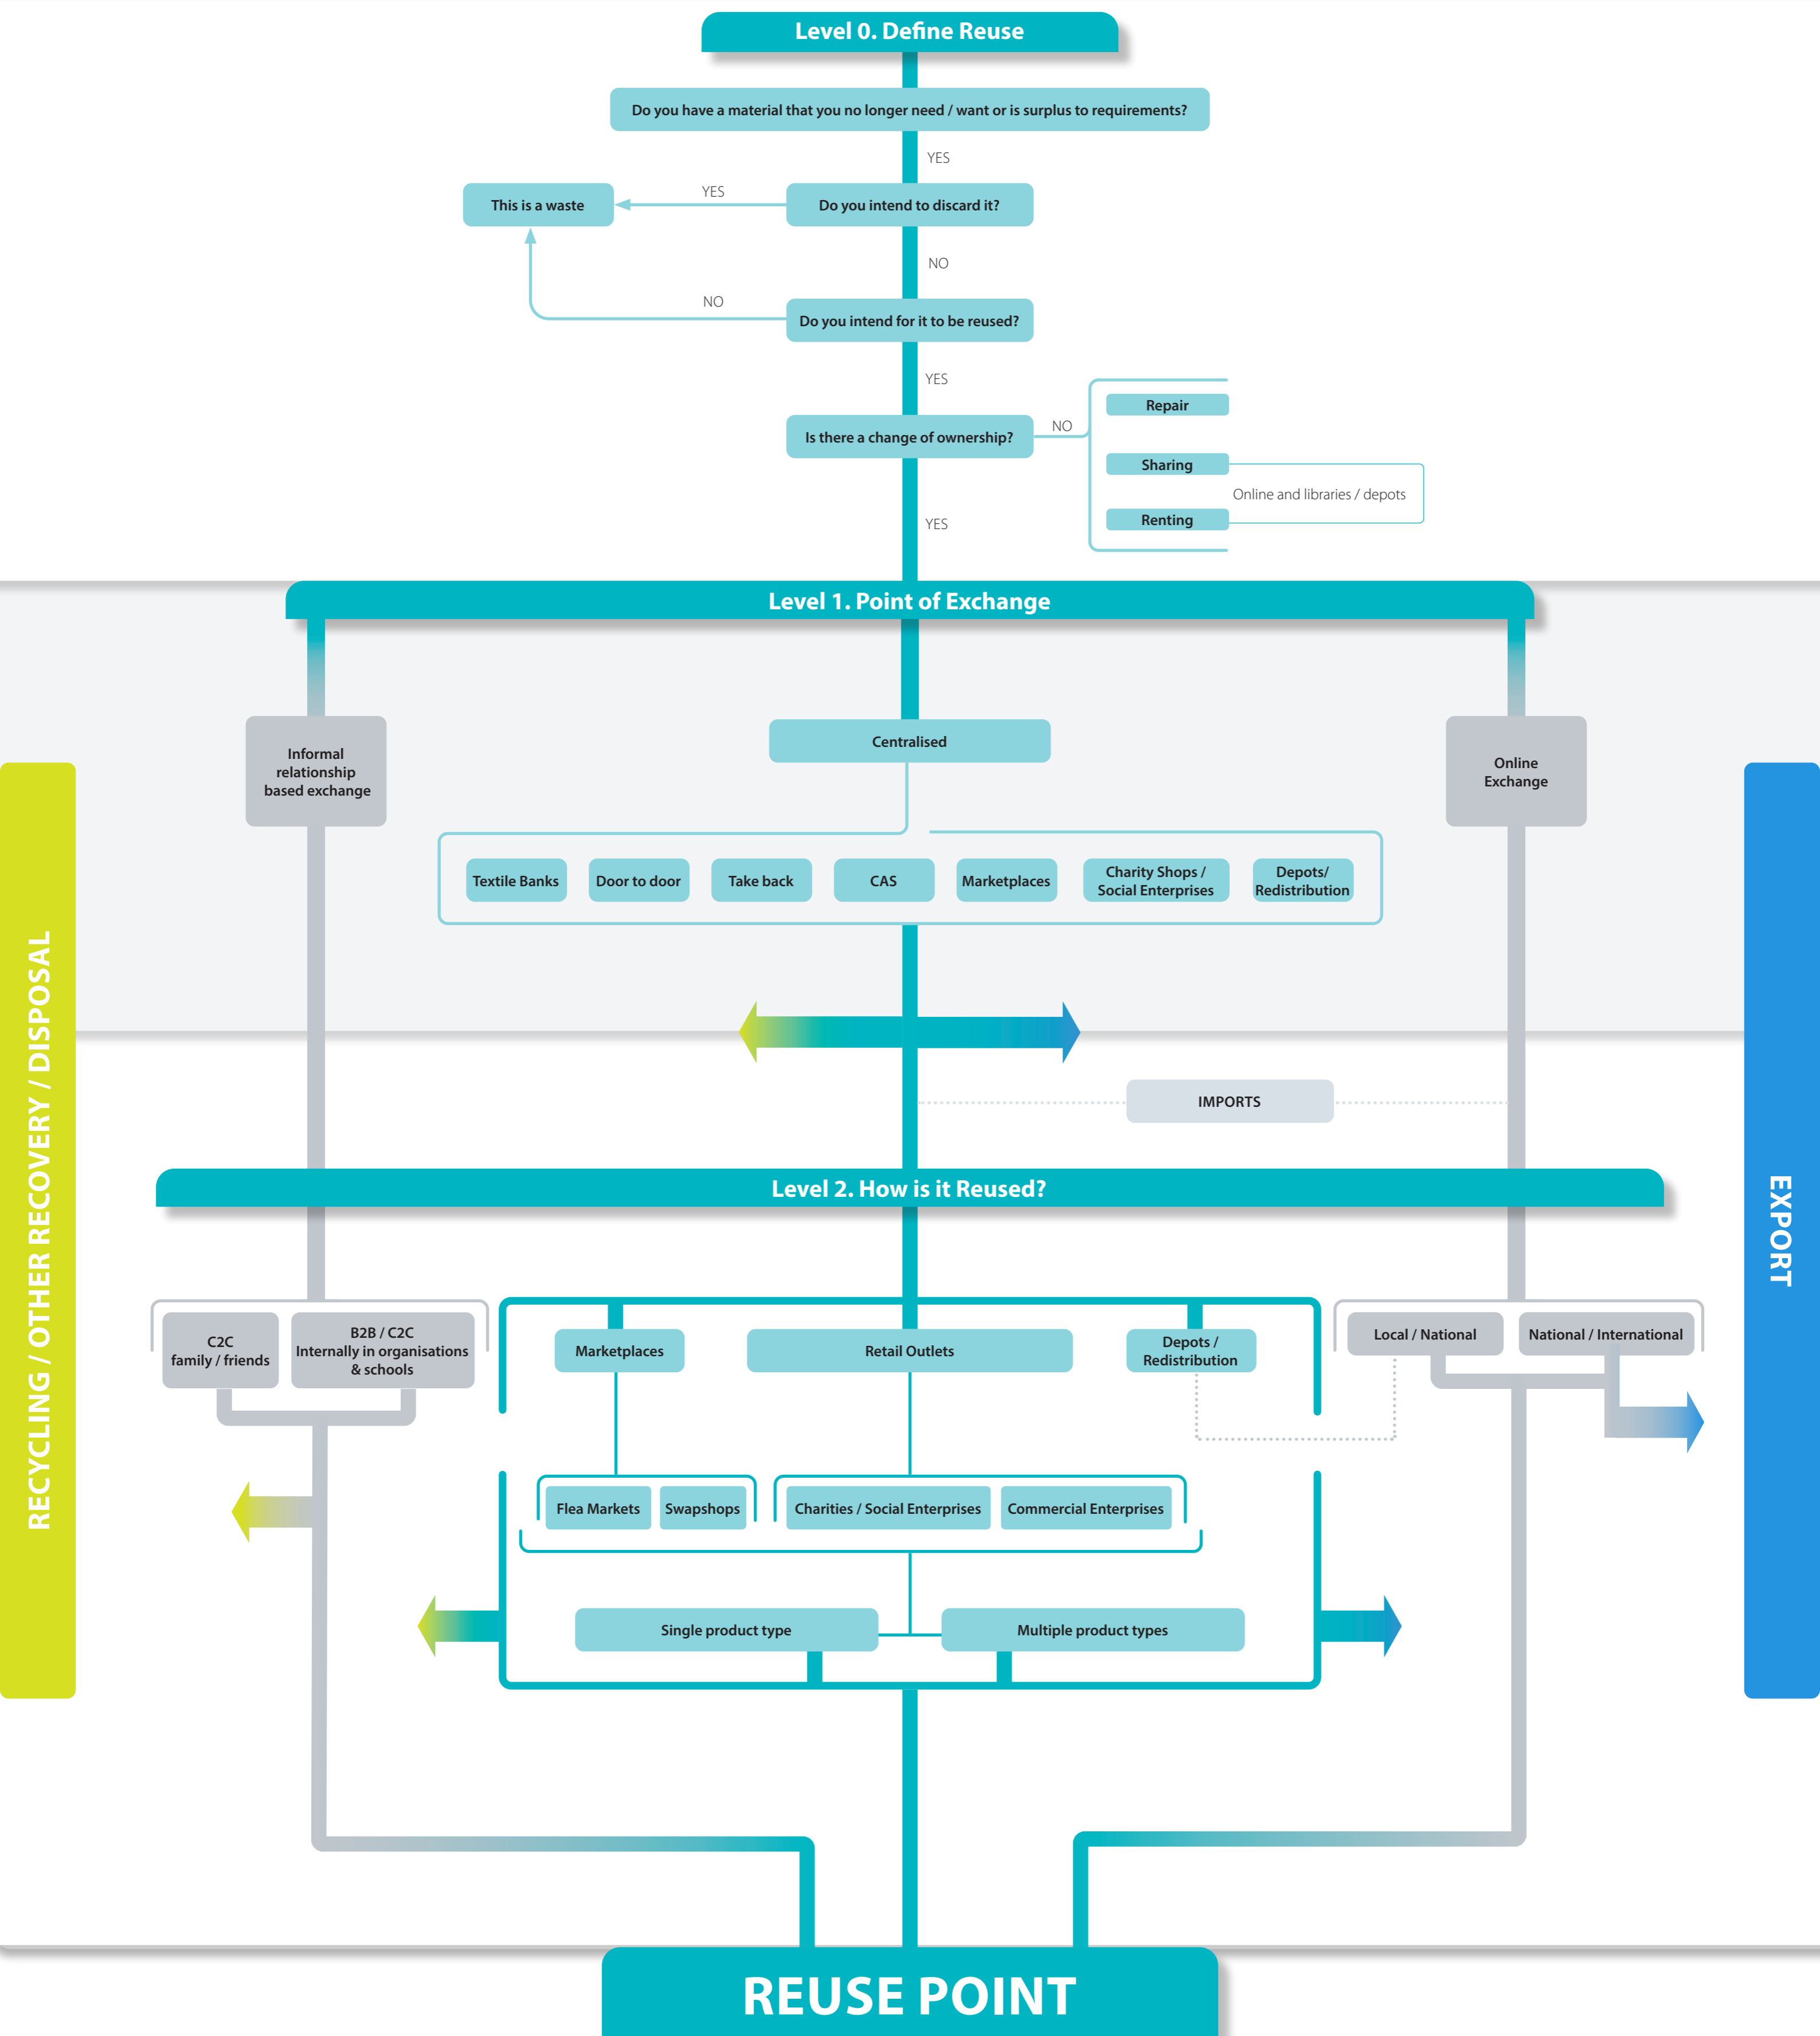 Level 0. Define Reuse
Do you have a material that you no longer need / want or is surplus to requirements?
YES
This is a waste
YES
Do you intend to discard it?
NO
NO
Do you intend for it to be reused?
YES
Is there a change of ownership?
NO
Repair
Sharing
Online and libraries / depots
Renting
YES
Level 1. Point of Exchange
Informal
relationship
based exchange
Centralised
Online
Exchange
Textile Banks
Door to door
Take back
CAS
Marketplaces
Charity Shops /
Social Enterprises
Depots/
Redistribution
RECYCLING / OTHER RECOVERY / DISPOSAL
EXPORT
IMPORTS
Level 2. How is it Reused?
C2C
family / friends
B2B / C2C
Internally in organisations
& schools
Marketplaces
Retail Outlets
Depots /
Redistribution
Local / National
National / International
Flea Markets
Swapshops
Charities / Social Enterprises
Commercial Enterprises
Single product type
Multiple product types
REUSE POINT